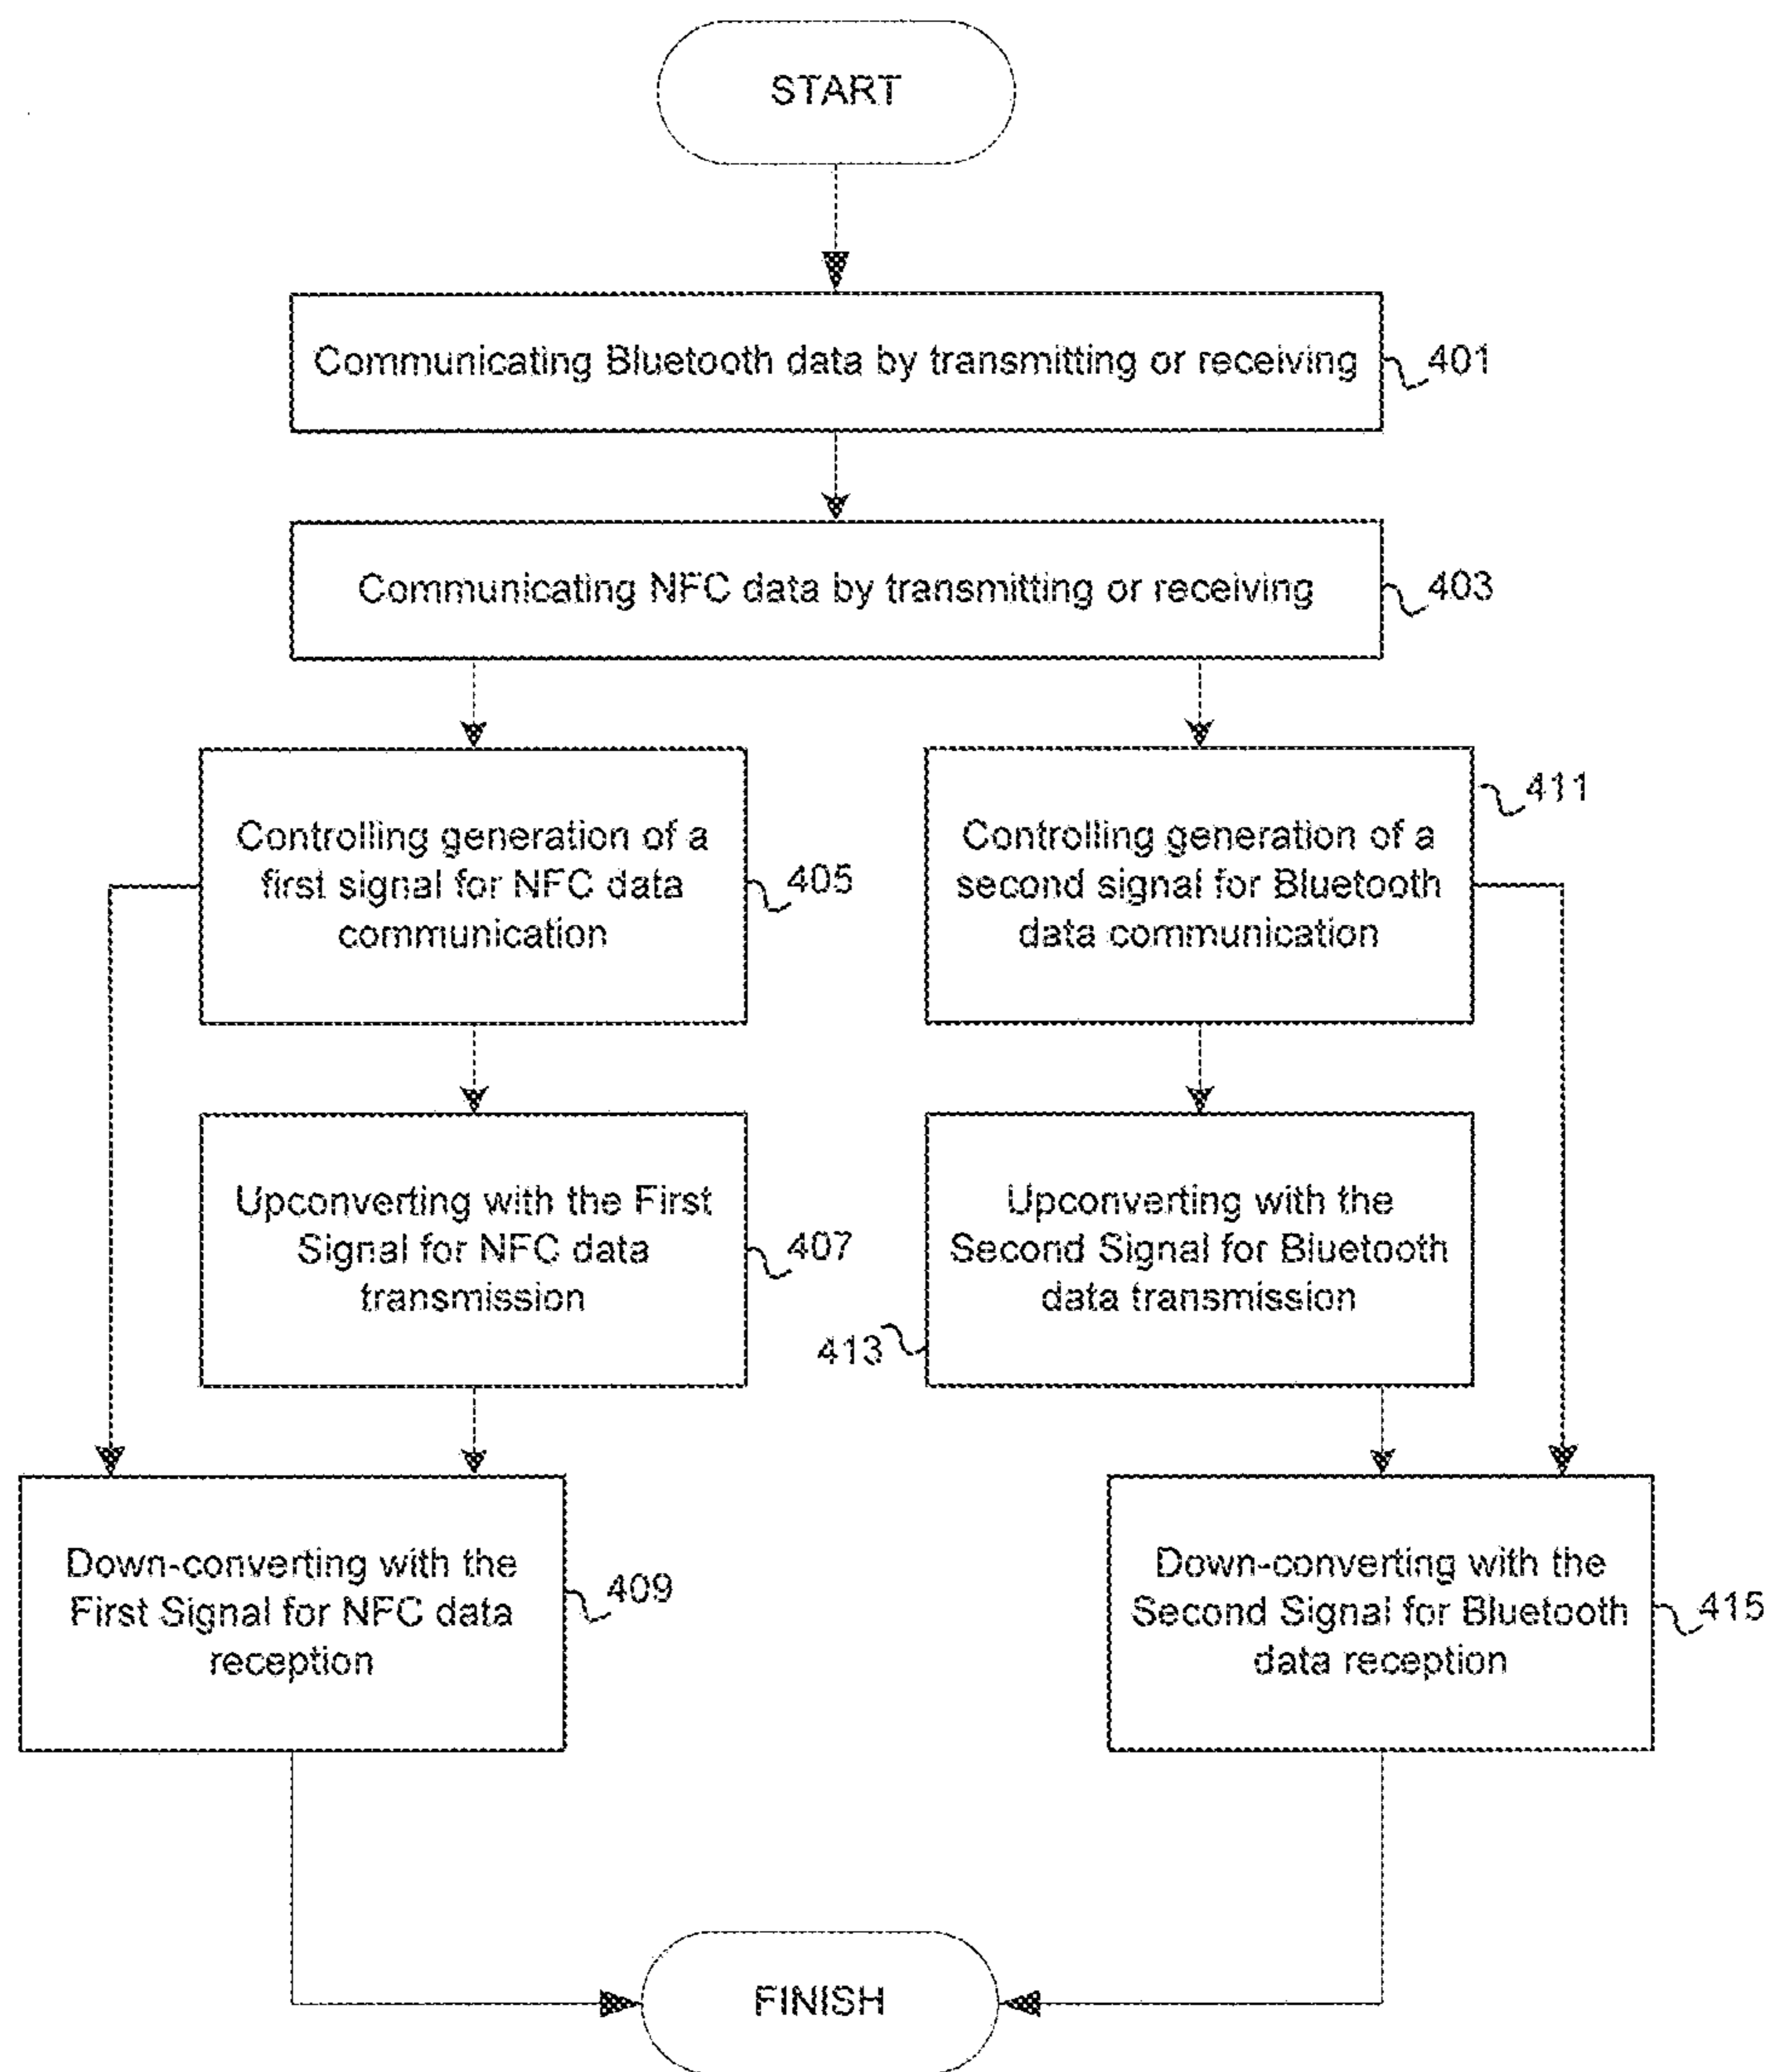 START
Communicating Bluetooth data by transmitting or receiving
401
Communicating NFC data by transmitting or receiving
403
Controlling generation of a
first signal for NFC data
communication
405
Controlling generation of a
second signal for Bluetooth
data communication
411
Upconverting with the First
Signal for NFC data
transmission
407
Upconverting with the
Second Signal for Bluetooth
data transmission
413
Down-converting with the
First Signal for NFC data
reception
409
Down-converting with the
Second Signal for Bluetooth
data reception
415
FINISH